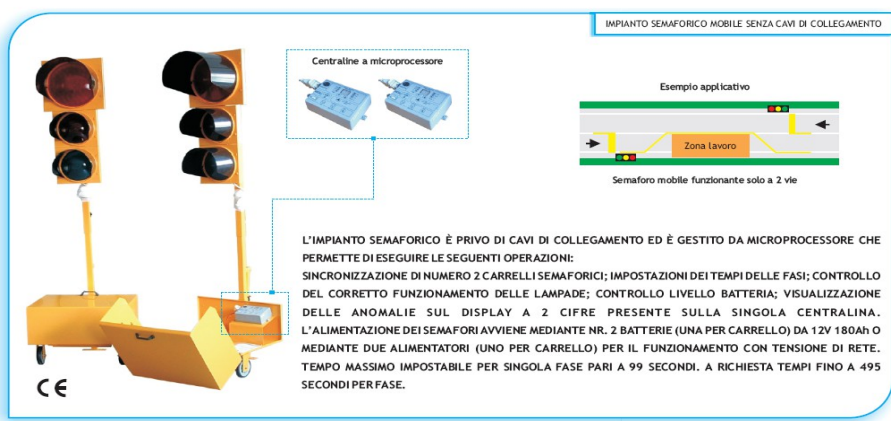 IMPIANTO SEMAFORICO MOBILE SENZA CAVI DI COLLEGAMENTO
Centraline a microprocessore
Esempio applicativo
Zona lavoro
Semaforo mobile funzionante solo a 2 vie
L'IMPIANTO SEMAFORICO È PRIVO DI CAVI DI COLLEGAMENTO ED È GESTITO DA MICROPROCESSORE CHE
PERMETTE DI ESEGUIRE LE SEGUENTI OPERAZIONI:
SINCRONIZZAZIONE DI NUMERO 2 CARRELLI SEMAFORICI; IMPOSTAZIONI DEI TEMPI DELLE FASI; CONTROLLO
DEL CORRETTO FUNZIONAMENTO DELLE LAMPADE; CONTROLLO LIVELLO BATTERIA; VISUALIZZAZIONE
DELLE ANOMALIE SUL DISPLAY A 2 CIFRE PRESENTE SULLA SINGOLA CENTRALINA.
L'ALIMENTAZIONE DEI SEMAFORI AVVIENE MEDIANTE NR. 2 BATTERIE (UNA PER CARRELLO) DA 12V 180Ah O
MEDIANTE DUE ALIMENTATORI (UNO PER CARRELLO) PER IL FUNZIONAMENTO CON TENSIONE DI RETE.
TEMPO MASSIMO IMPOSTABILE PER SINGOLA FASE PARI A 99 SECONDI. A RICHIESTA TEMPI FINO A 495
SECONDI PER FASE.
CE